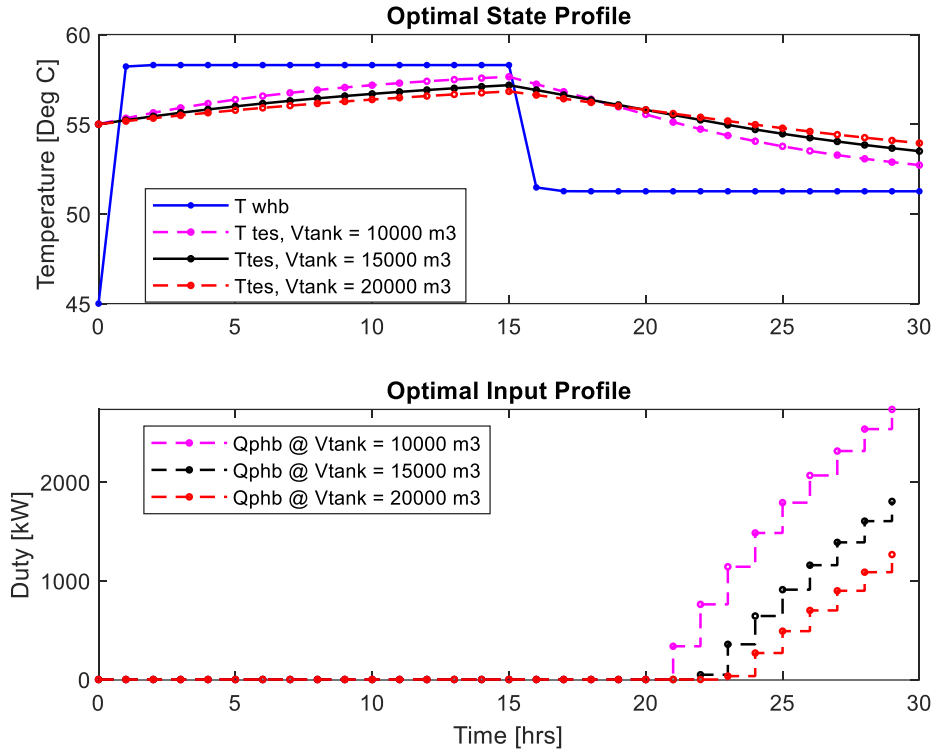 Optimal State Profile
Temperature [Deg C]
60
55
50
45
T whb
T tes, Vtank = 10000 m3
Ttes, Vtank = 15000 m3
Ttes, Vtank = 20000 m3
0 5 10 15 20 25 30
Optimal Input Profile
Duty [kW]
2000
1000
0
Qphb @ Vtank = 10000 m3
Qphb @ Vtank = 15000 m3
Qphb @ Vtank = 20000 m3
0 5 10 15 20 25 30
Time [hrs]